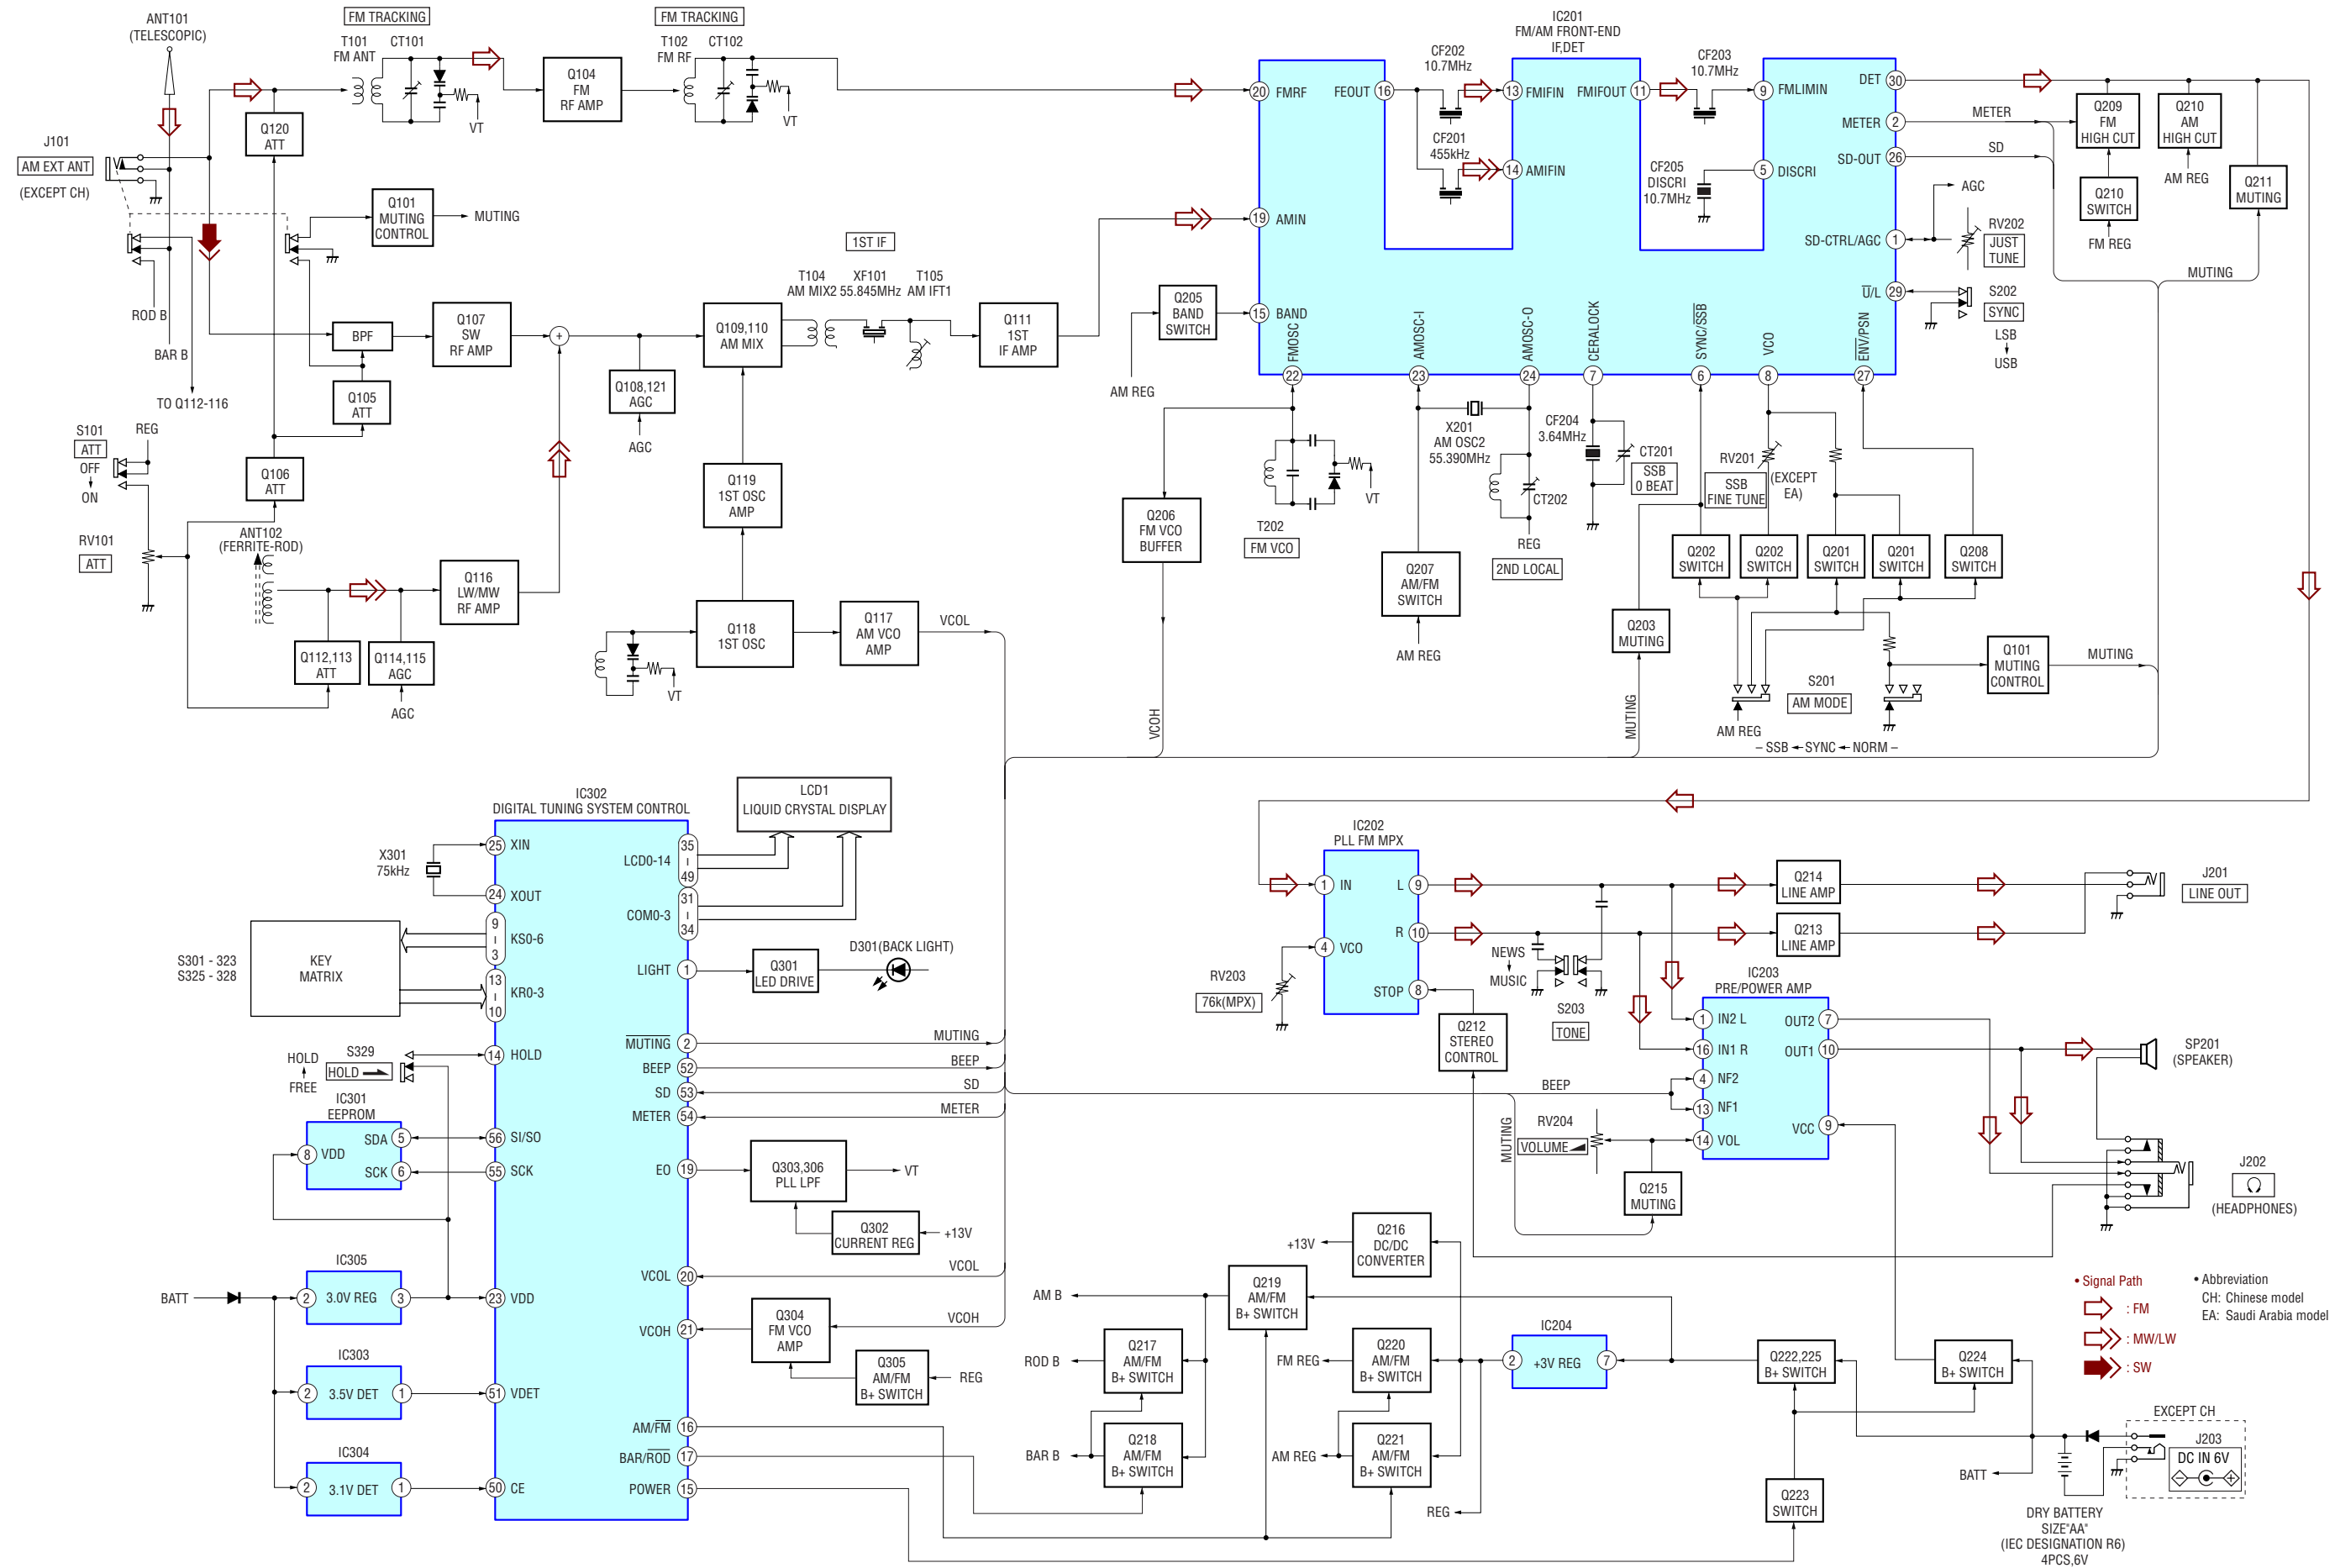 ANT101
(TELESCOPIC)
FM TRACKING
T101
FM ANT
CT101
VT
Q104
FM
RF AMP
FM TRACKING
T102
FM RF
CT102
VT
J101
AM EXT ANT
(EXCEPT CH)
Q120
ATT
Q101
MUTING
CONTROL
MUTING
ROD B
BAR B
TO Q112-116
BPF
Q105
ATT
Q107
SW
RF AMP
+
Q108,121
AGC
AGC
Q109,110
AM MIX
T104
AM MIX2
1ST IF
XF101
55.845MHz
T105
AM IFT1
Q111
1ST
IF AMP
S101
ATT
OFF
ON
REG
Q106
ATT
RV101
ATT
ANT102
(FERRITE-ROD)
Q112,113
ATT
Q114,115
AGC
AGC
Q116
LW/MW
RF AMP
Q119
1ST OSC
AMP
Q118
1ST OSC
VT
Q117
AM VCO
AMP
VCOL
IC201
FM/AM FRONT-END
IF,DET
20 FMRF
FEOUT 16
CF202
10.7MHz
13 FMIFIN
FMIFOUT 11
CF203
10.7MHz
9 FMLIMIN
DET 30
CF201
455kHz
14 AMIFIN
CF205
DISCRI
10.7MHz
5 DISCRI
METER 2
SD-OUT 26
SD-CTRL/AGC 1
U/L 29
19 AMIN
15 BAND
Q205
BAND
SWITCH
AM REG
FMOSC
22
AMOSC-I
23
AMOSC-O
24
CERALOCK
7
SYNC/SSB
6
VCO
8
ENV/PSN
27
METER
SD
Q209
FM
HIGH CUT
Q210
AM
HIGH CUT
AM REG
Q210
SWITCH
FM REG
Q211
MUTING
MUTING
AGC
RV202
JUST
TUNE
S202
SYNC
LSB
USB
Q206
FM VCO
BUFFER
VCOH
T202
FM VCO
VT
X201
AM OSC2
55.390MHz
CT202
REG
2ND LOCAL
Q207
AM/FM
SWITCH
AM REG
CF204
3.64MHz
CT201
SSB
0 BEAT
RV201
SSB
FINE TUNE
(EXCEPT
EA)
Q202
SWITCH
Q202
SWITCH
Q201
SWITCH
Q201
SWITCH
Q208
SWITCH
Q203
MUTING
MUTING
S201
AM MODE
AM REG
– SSB SYNC NORM –
Q101
MUTING
CONTROL
MUTING
IC302
DIGITAL TUNING SYSTEM CONTROL
LCD1
LIQUID CRYSTAL DISPLAY
X301
75kHz
25 XIN
24 XOUT
9
3
KS0-6
13
10
KR0-3
KEY
MATRIX
S301 - 323
S325 - 328
14 HOLD
S329
HOLD
HOLD
FREE
IC301
EEPROM
SDA 5
8 VDD
SCK 6
56 SI/SO
55 SCK
IC305
2 3.0V REG 3
BATT
23 VDD
IC303
2 3.5V DET 1
51 VDET
IC304
2 3.1V DET 1
50 CE
LCD0-14
35
49
COM0-3
31
34
LIGHT 1
Q301
LED DRIVE
D301(BACK LIGHT)
MUTING 2
MUTING
BEEP 52
BEEP
SD 53
SD
METER 54
METER
EO 19
Q303,306
PLL LPF
VT
Q302
CURRENT REG
+13V
VCOL 20
VCOL
VCOH 21
Q304
FM VCO
AMP
VCOH
Q305
AM/FM
B+ SWITCH
REG
AM/FM 16
BAR/ROD 17
POWER 15
IC202
PLL FM MPX
1 IN
L 9
R 10
4 VCO
STOP 8
RV203
76k(MPX)
Q212
STEREO
CONTROL
NEWS
MUSIC
S203
TONE
Q214
LINE AMP
Q213
LINE AMP
J201
LINE OUT
IC203
PRE/POWER AMP
1 IN2 L
16 IN1 R
4 NF2
13 NF1
14 VOL
OUT2 7
OUT1 10
VCC 9
SP201
(SPEAKER)
J202
(HEADPHONES)
BEEP
MUTING
RV204
VOLUME
Q215
MUTING
+13V
Q216
DC/DC
CONVERTER
AM B
Q219
AM/FM
B+ SWITCH
ROD B
Q217
AM/FM
B+ SWITCH
BAR B
Q218
AM/FM
B+ SWITCH
FM REG
Q220
AM/FM
B+ SWITCH
AM REG
Q221
AM/FM
B+ SWITCH
REG
IC204
2 +3V REG 7
Q222,225
B+ SWITCH
Q224
B+ SWITCH
Q223
SWITCH
BATT
DRY BATTERY
SIZE"AA"
(IEC DESIGNATION R6)
4PCS,6V
EXCEPT CH
J203
DC IN 6V
• Signal Path
: FM
: MW/LW
: SW
• Abbreviation
CH: Chinese model
EA: Saudi Arabia model